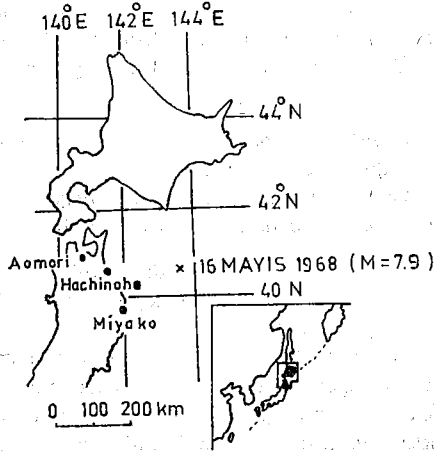 140°E 142°E 144°E
44°N
42°N
Aomori
× 16 MAYIS 1968 (M=7.9)
Hachinohe
40 N
Miyako
0 100 200 km